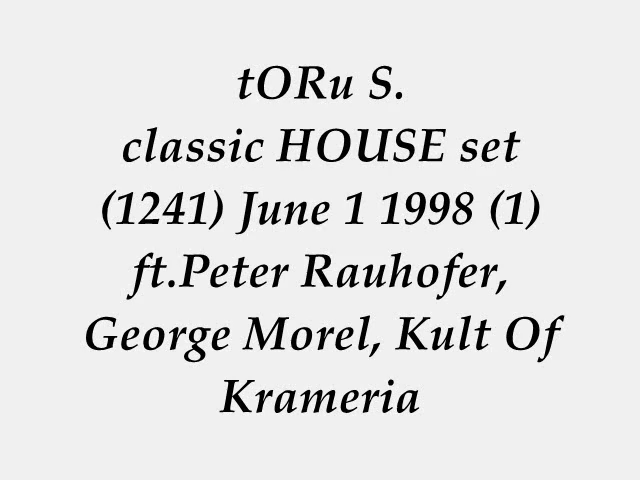 tORu S.
classic HOUSE set
(1241) June 1 1998 (1)
ft.Peter Rauhofer,
George Morel, Kult Of
Krameria